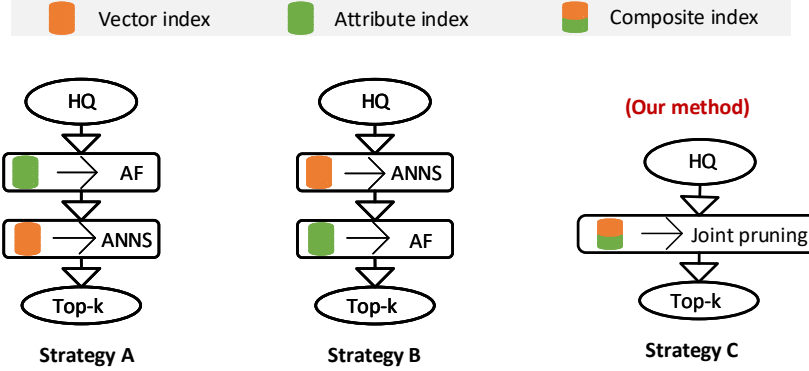 Vector index
Attribute index
Composite index
HQ
AF
ANNS
Top-k
Strategy A
HQ
ANNS
AF
Top-k
Strategy B
(Our method)
HQ
Joint pruning
Top-k
Strategy C